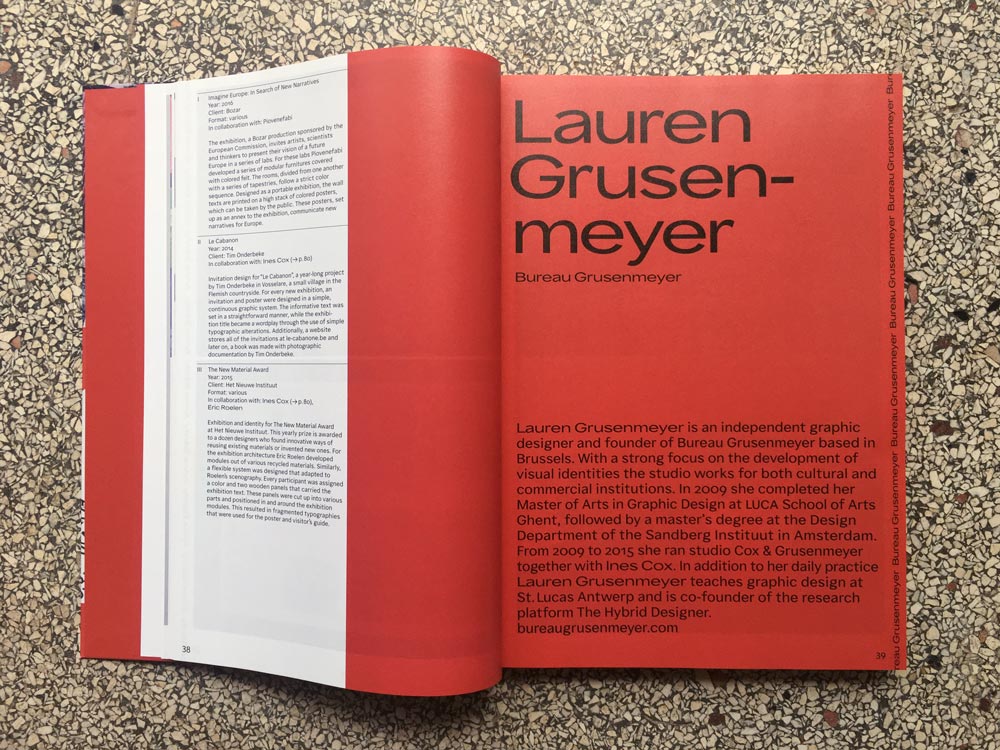 I Imagine Europe: In Search of New Narratives
Year: 2016
Client: Bozar
Format: various
In collaboration with: Piovenefabi
The exhibition, a Bozar production sponsored by the
European Commission, invites artists, scientists
and thinkers to present their vision of a future
Europe in a series of labs. For these labs Piovenefabi
developed a series of modular furnitures covered
with colored felt. The rooms, divided from one another
with a series of tapestries, follow a strict color
sequence. Designed as a portable exhibition, the wall
texts are printed on a high stack of colored posters,
which can be taken by the public. These posters, set
up as an annex to the exhibition, communicate new
narratives for Europe.
II Le Cabanon
Year: 2014
Client: Tim Onderbeke
In collaboration with: Ines Cox (→ p.80)
Invitation design for “Le Cabanon”, a year-long project
by Tim Onderbeke in Vosselare, a small village in the
Flemish countryside. For every new exhibition, an
invitation and poster were designed in a simple,
continuous graphic system. The informative text was
set in a straightforward manner, while the exhibi-
tion title became a wordplay through the use of simple
typographic alterations. Additionally, a website
stores all of the invitations at le-cabanone.be and
later on, a book was made with photographic
documentation by Tim Onderbeke.
III The New Material Award
Year: 2015
Client: Het Nieuwe Instituut
Format: various
In collaboration with: Ines Cox (→ p.80),
Eric Roelen
Exhibition and identity for The New Material Award
at Het Nieuwe Instituut. This yearly prize is awarded
to a dozen designers who found innovative ways of
reusing existing materials or invented new ones. For
the exhibition architecture Eric Roelen developed
modules out of various recycled materials. Similarly,
a flexible system was designed that adapted to
Roelen's scenography. Every participant was assigned
a color and two wooden panels that carried the
exhibition text. These panels were cut up into various
parts and positioned in and around the exhibition
modules. This resulted in fragmented typographies
that were used for the poster and visitor's guide.
38
Lauren
Grusen-
meyer
Bureau Grusenmeyer
Lauren Grusenmeyer is an independent graphic
designer and founder of Bureau Grusenmeyer based in
Brussels. With a strong focus on the development of
visual identities the studio works for both cultural and
commercial institutions. In 2009 she completed her
Master of Arts in Graphic Design at LUCA School of Arts
Ghent, followed by a master's degree at the Design
Department of the Sandberg Instituut in Amsterdam.
From 2009 to 2015 she ran studio Cox & Grusenmeyer
together with Ines Cox. In addition to her daily practice
Lauren Grusenmeyer teaches graphic design at
St. Lucas Antwerp and is co-founder of the research
platform The Hybrid Designer.
bureaugrusenmeyer.com
39
reau Grusenmeyer Bureau Grusenmeyer Bureau Grusenmeyer Bureau Grusenmeyer Bureau Grusenmeyer Bur